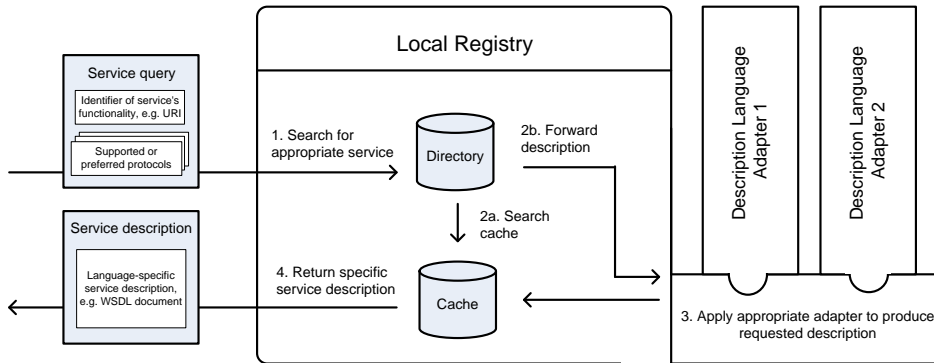 Local Registry
Service query
Identifier of service's
functionality, e.g. URI
Supported or
preferred protocols
1. Search for
appropriate service
Directory
2b. Forward
description
2a. Search
cache
Service description
Language-specific
service description,
e.g. WSDL document
4. Return specific
service description
Cache
Description Language
Adapter 1
Description Language
Adapter 2
3. Apply appropriate adapter to produce
requested description